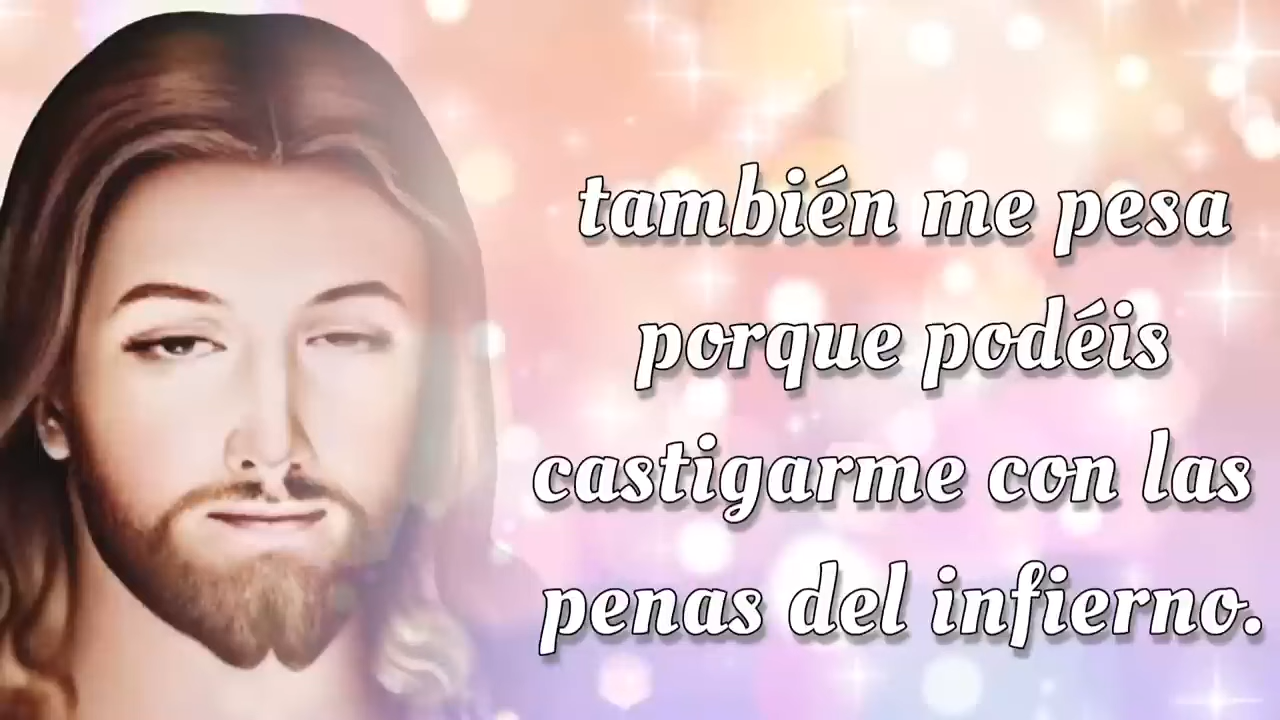 también me pesa
porque podéis
castigarme con las
penas del infierno.